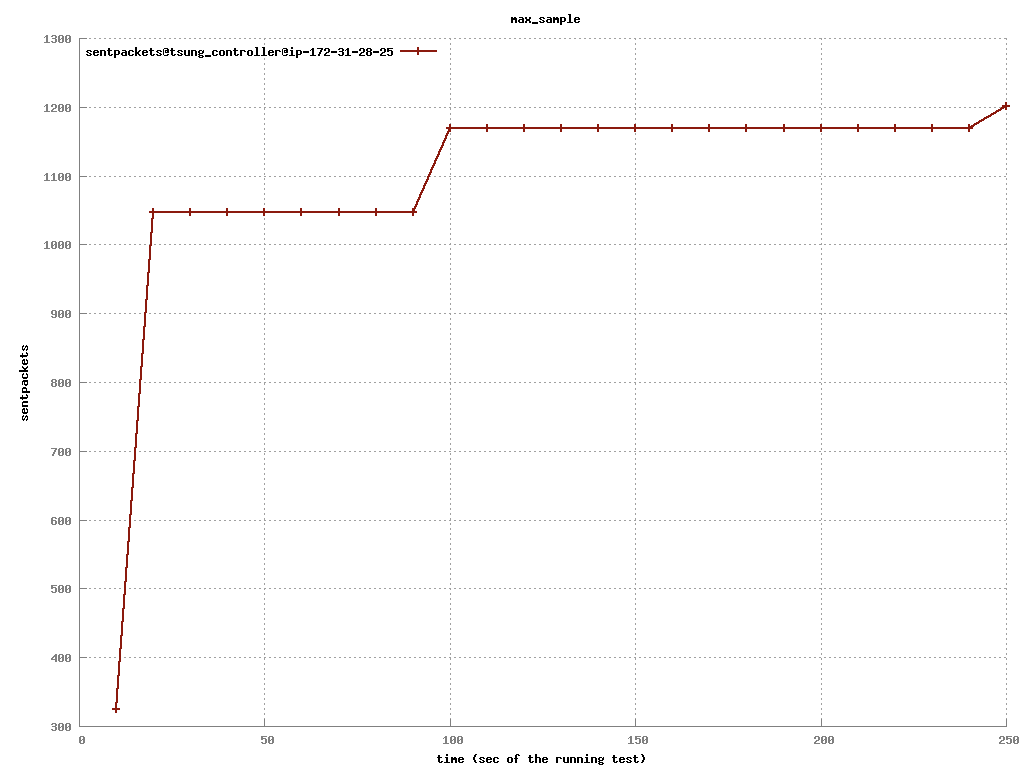 max_sample
1300
sentpackets@tsung_controller@ip-172-31-28-25
1200
1100
1000
900
800
sentpackets
700
600
500
400
300
0 50 100 150 200 250
time (sec of the running test)